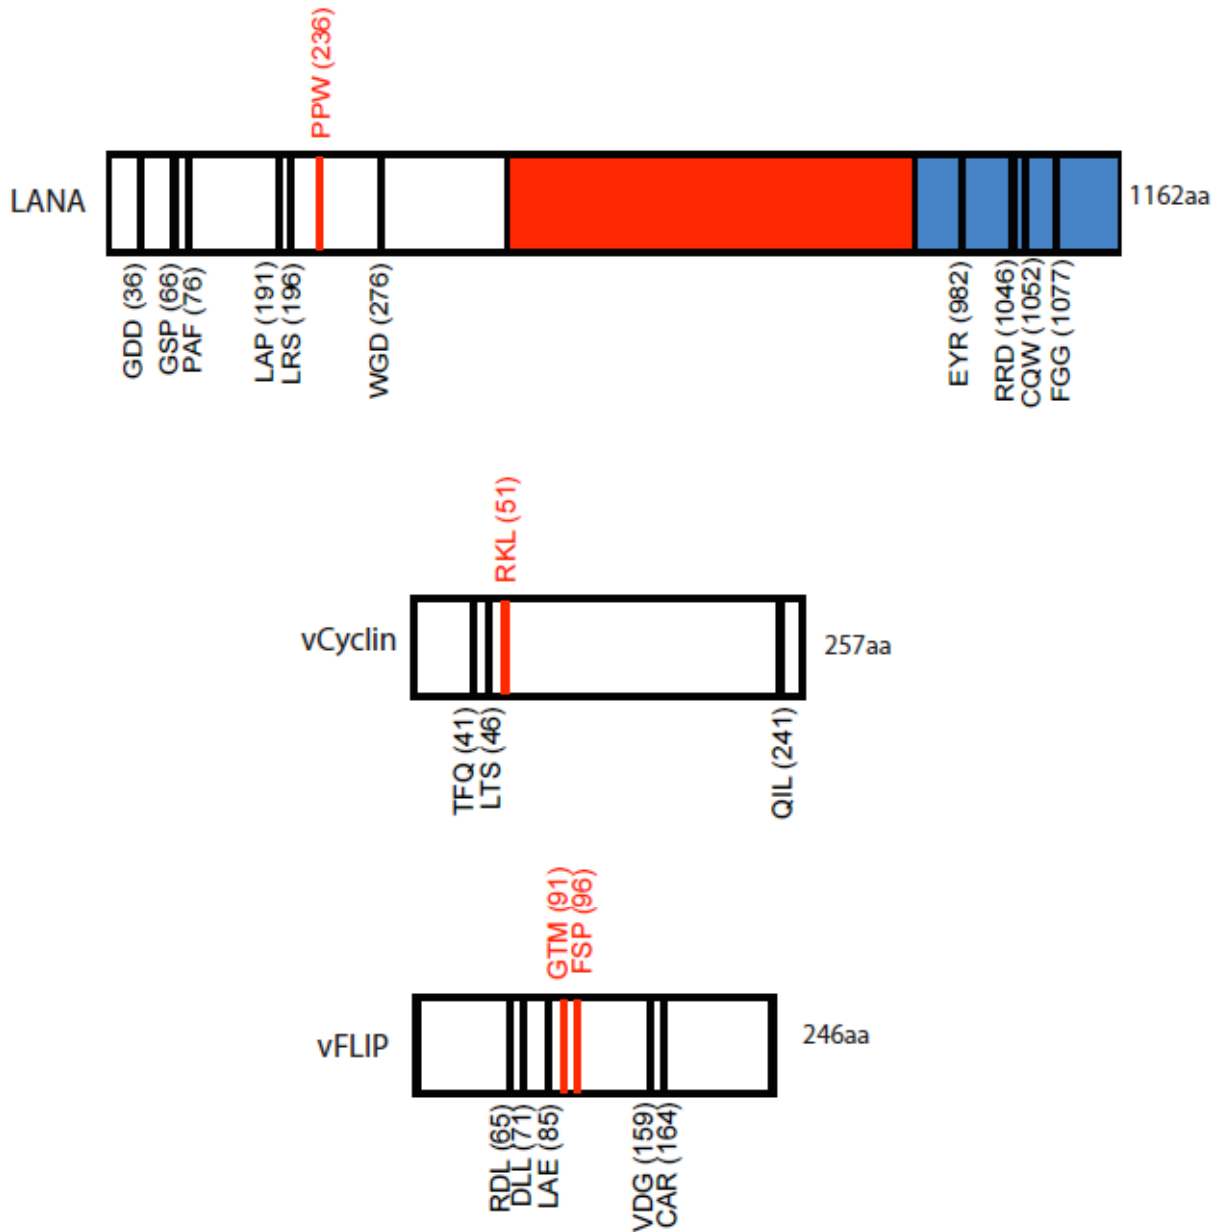 PPW (236)
LANA
1162aa
GDD (36)
GSP (66)
PAF (76)
LAP (191)
LRS (196)
WGD (276)
EYR (982)
RRD (1046)
CQW (1052)
FGG (1077)
RKL (51)
vCyclin
257aa
TFQ (41)
LTS (46)
QIL (241)
GTM (91)
FSP (96)
vFLIP
246aa
RDL (65)
DLL (71)
LAE (85)
VDG (159)
CAR (164)